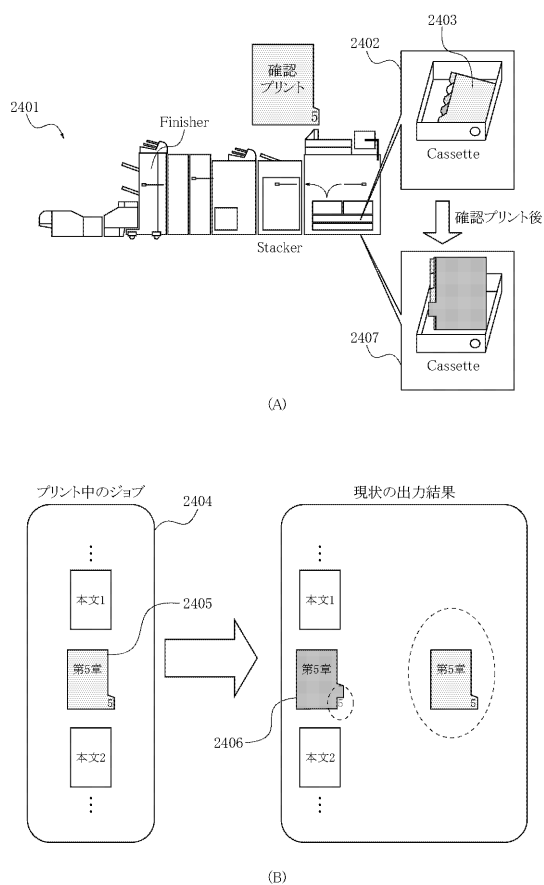 2403
2402
確認
プリント
5
2401
Finisher
Cassette
確認プリント後
Stacker
2407
Cassette
(A)
プリント中のジョブ
現状の出力結果
2404
⋮
⋮
本文1
本文1
2405
第5章
第5章
第5章
5
5
5
2406
本文2
本文2
⋮
⋮
(B)